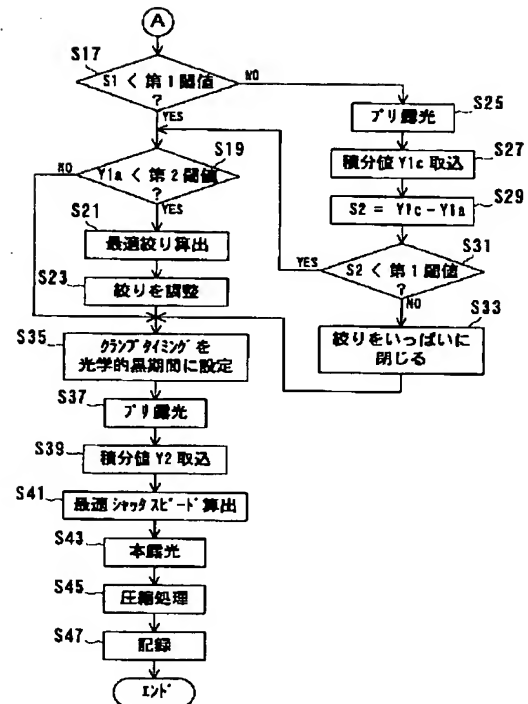 A
S17
S1 < 第1閾値
?
NO
YES
S19
Y1a < 第2閾値
?
NO
YES
S21
最適絞り算出
S23
絞りを調整
S25
プリ露光
S27
積分値Y1c取込
S29
S2 = Y1c-Y1a
S31
S2 < 第1閾値
?
YES
NO
S33
絞りをいっぱいに
閉じる
S35
クランプタイミングを
光学的黒期間に設定
S37
プリ露光
S39
積分値Y2取込
S41
最適シャッタスピード算出
S43
本露光
S45
圧縮処理
S47
記録
エンド